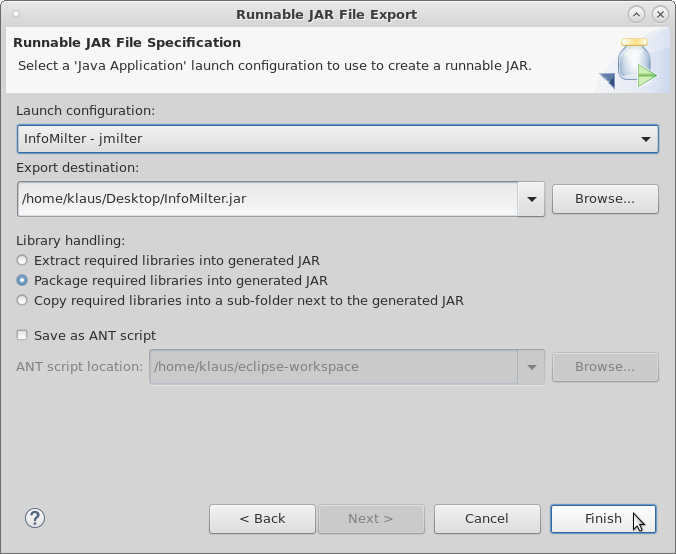 Runnable JAR File Export
Runnable JAR File Specification
Select a 'Java Application' launch configuration to use to create a runnable JAR.
Launch configuration:
InfoMilter - jmilter
Export destination:
/home/klaus/Desktop/InfoMilter.jar
Browse...
Library handling:
Extract required libraries into generated JAR
Package required libraries into generated JAR
Copy required libraries into a sub-folder next to the generated JAR
Save as ANT script
ANT script location: /home/klaus/eclipse-workspace Browse...
? < Back Next > Cancel Finish